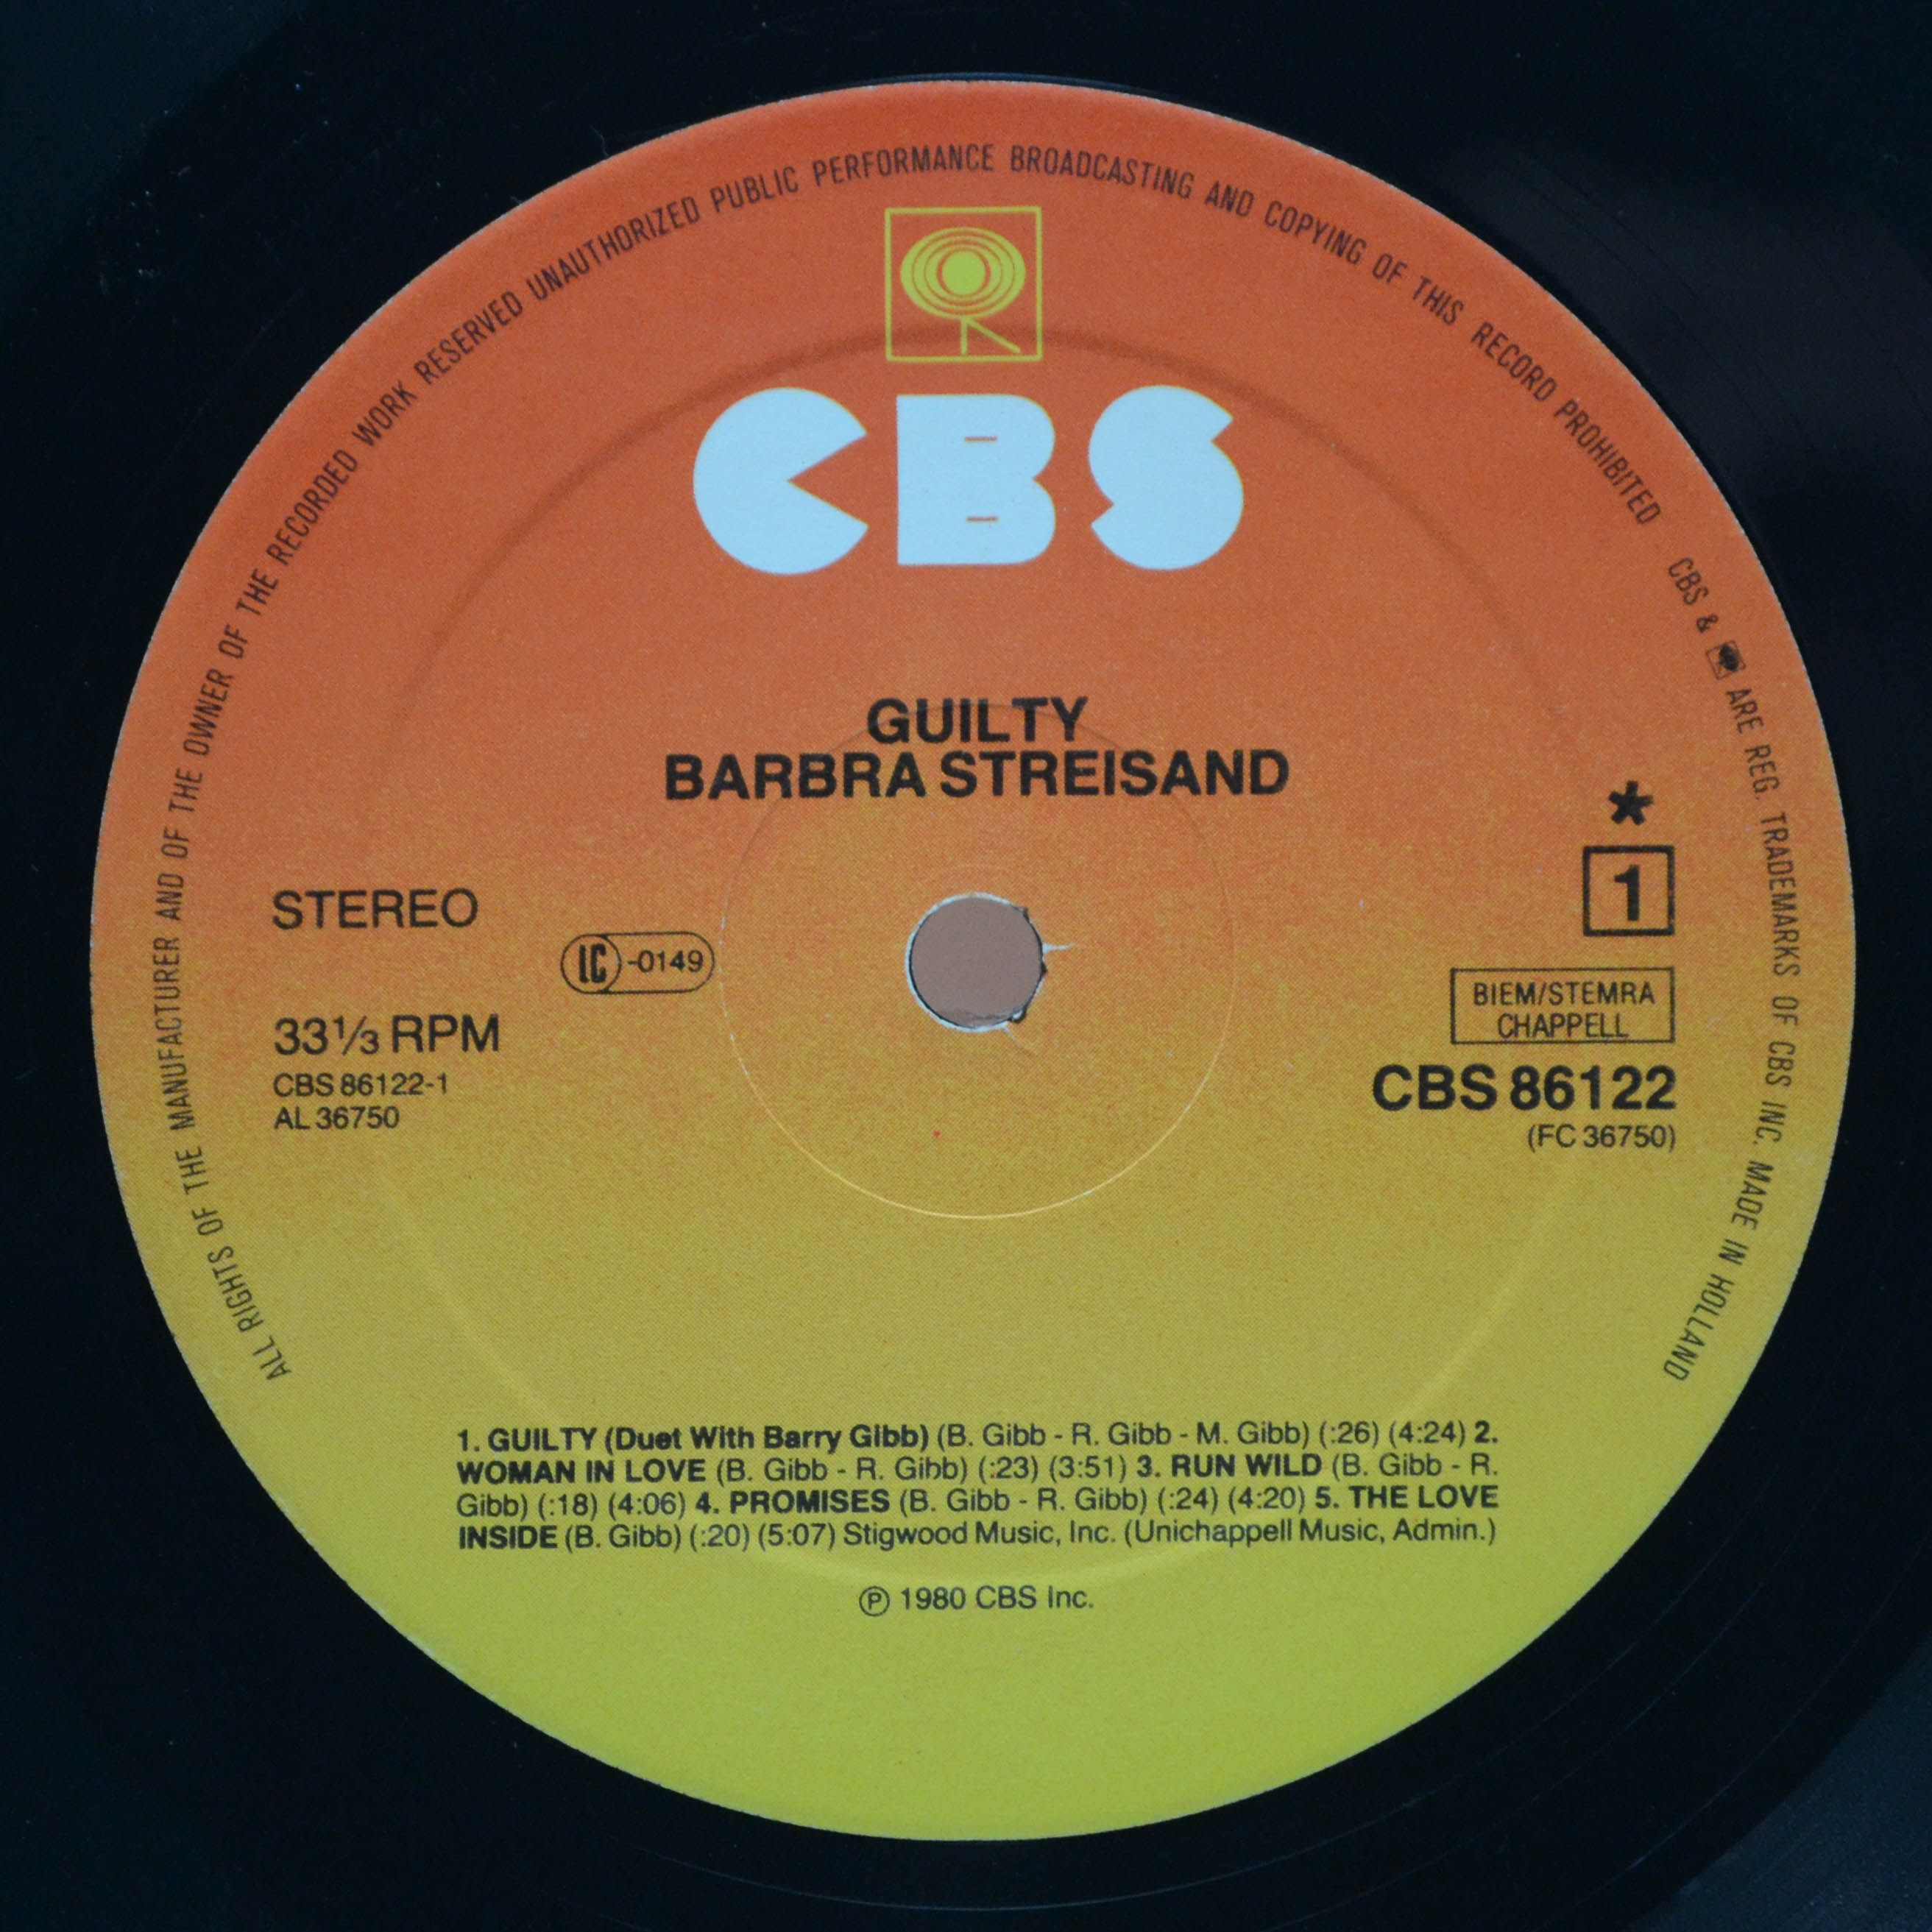 ALL RIGHTS OF THE MANUFACTURER AND OF THE OWNER OF THE RECORDED WORK RESERVED UNAUTHORIZED PUBLIC PERFORMANCE BROADCASTING AND COPYING OF THIS RECORD PROHIBITED
CBS & ARE REG. TRADEMARKS OF CBS INC. MADE IN HOLLAND
CBS
GUILTY
BARBRA STREISAND
*
1
STEREO
LC-0149
BIEM/STEMRA
CHAPPELL
33⅓ RPM
CBS 86122-1
AL 36750
CBS 86122
(FC 36750)
1. GUILTY (Duet With Barry Gibb) (B. Gibb - R. Gibb - M. Gibb) (:26) (4:24) 2.
WOMAN IN LOVE (B. Gibb - R. Gibb) (:23) (3:51) 3. RUN WILD (B. Gibb - R.
Gibb) (:18) (4:06) 4. PROMISES (B. Gibb - R. Gibb) (:24) (4:20) 5. THE LOVE
INSIDE (B. Gibb) (:20) (5:07) Stigwood Music, Inc. (Unichappell Music, Admin.)
℗ 1980 CBS Inc.